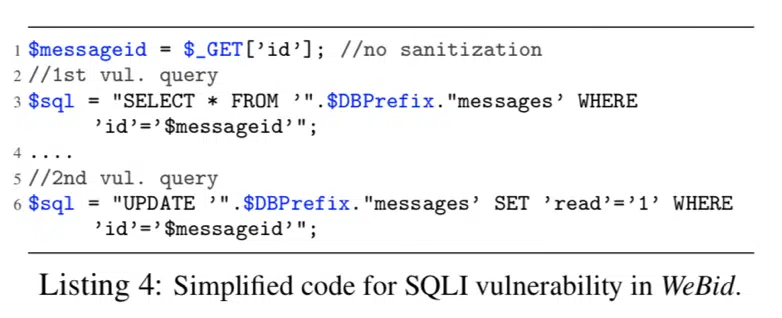 1 $messageid = $_GET[’id’]; //no sanitization
2 //1st vul. query
3 $sql = "SELECT * FROM ’".$DBPrefix."messages’ WHERE
’id’=’$messageid’";
4 ....
5 //2nd vul. query
6 $sql = "UPDATE ’".$DBPrefix."messages’ SET ’read’=’1’ WHERE
’id’=’$messageid’";
Listing 4: Simplified code for SQLI vulnerability in WeBid.